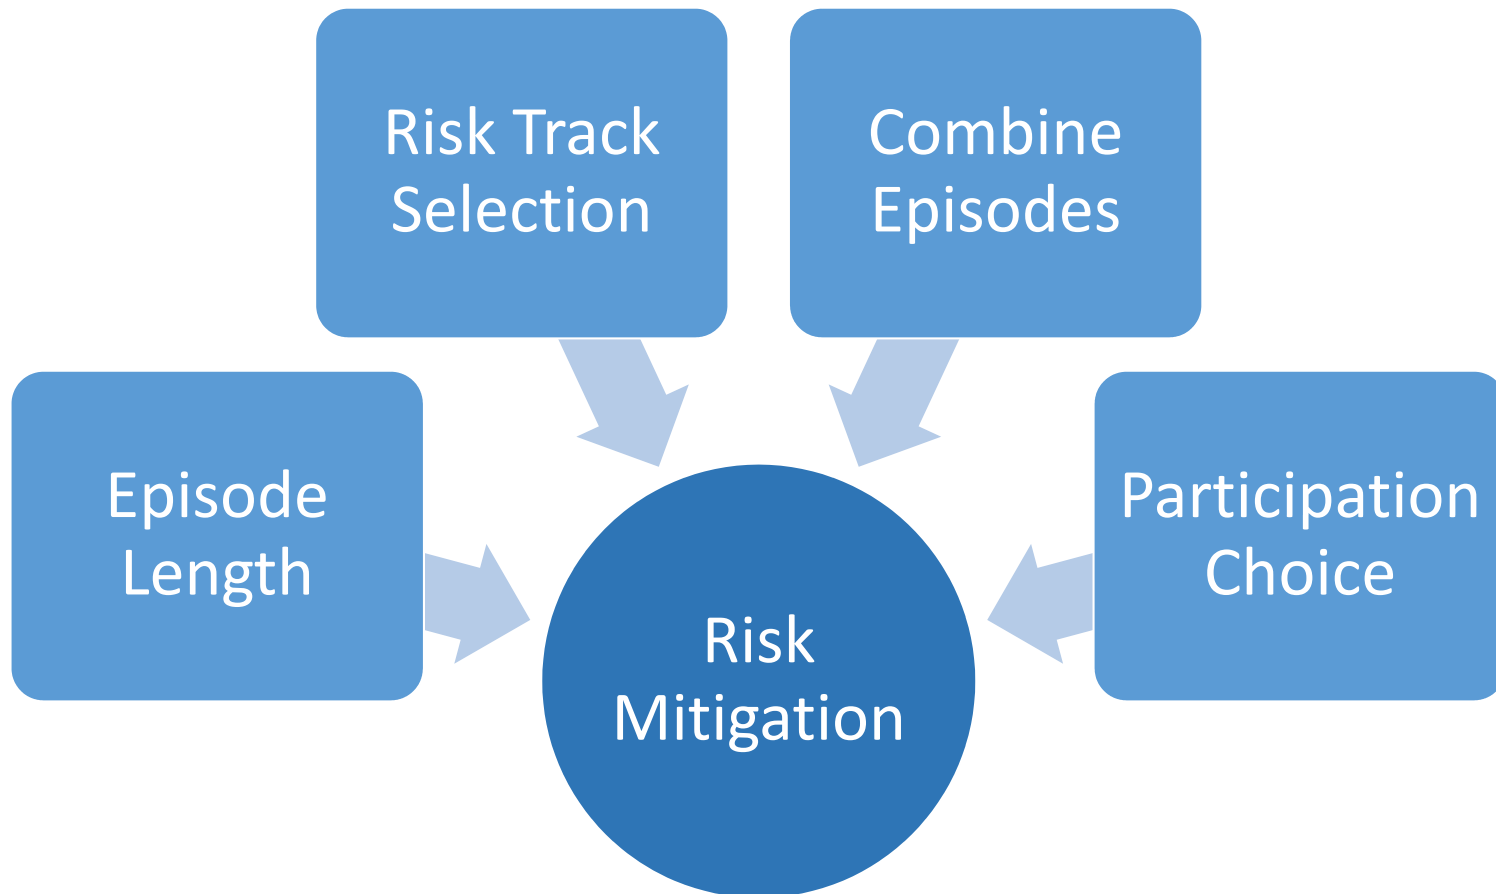 Risk Track
Selection
Combine
Episodes
Episode
Length
Participation
Choice
Risk
Mitigation